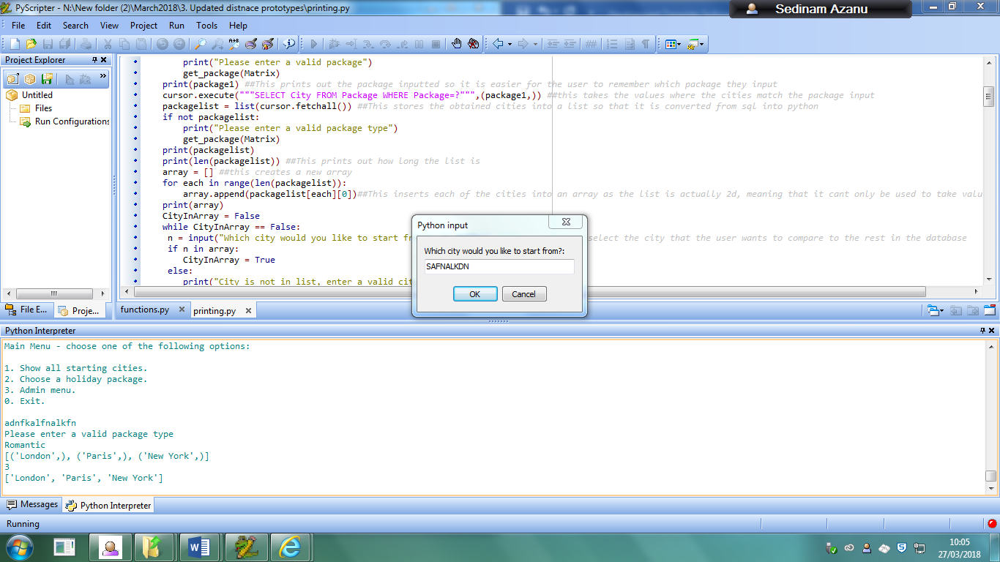 PyScripter - N:\New folder (2)\March2018\3. Updated distnace prototypes\printing.py
Sedinam Azanu
File Edit Search View Project Run Tools Help
Project Explorer
Untitled
Files
Run Configurations
print("Please enter a valid package")
get_package(Matrix)
print(package1) ##This prints out the package inputted so it is easier for the user to remember which package they input
cursor.execute("""SELECT City FROM Package WHERE Package=?""",(package1,)) ##this takes the values where the cities match the package input
packagelist = list(cursor.fetchall()) ##This stores the obtained cities into a list so that it is converted from sql into python
if not packagelist:
print("Please enter a valid package type")
get_package(Matrix)
print(packagelist)
print(len(packagelist)) ##This prints out how long the list is
array = [] ##this creates a new array
for each in range(len(packagelist)):
array.append(packagelist[each][0])##This inserts each of the cities into an array as the list is actually 2d, meaning that it cant only be used to take valu
print(array)
CityInArray = False
while CityInArray == False:
n = input("Which city would you like to start fr select the city that the user wants to compare to the rest in the database
if n in array:
CityInArray = True
else:
print("City is not in list, enter a valid cit
Python input
Which city would you like to start from?:
SAFNALKDN
OK Cancel
File E... Proje...
functions.py printing.py
Python Interpreter
Main Menu - choose one of the following options:
1. Show all starting cities.
2. Choose a holiday package.
3. Admin menu.
0. Exit.
adnfkalfnalkfn
Please enter a valid package type
Romantic
[('London',), ('Paris',), ('New York',)]
3
['London', 'Paris', 'New York']
Messages Python Interpreter
Running
10:05
27/03/2018